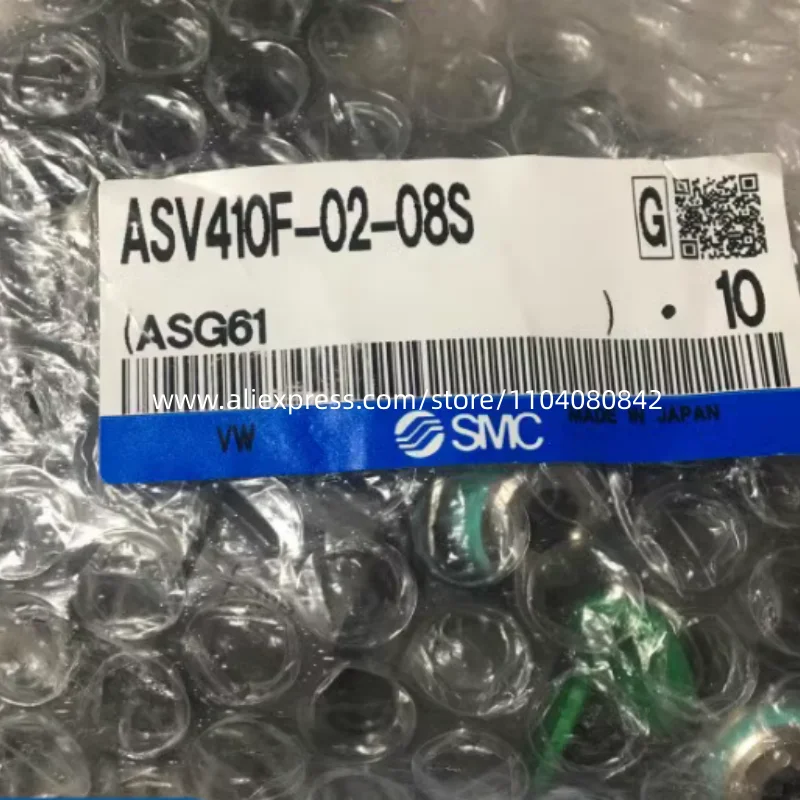 ASV410F-02-08S G
(ASG61 ) • 10
www.aliexpress.com/store/1104080842
VW SMC MADE IN JAPAN